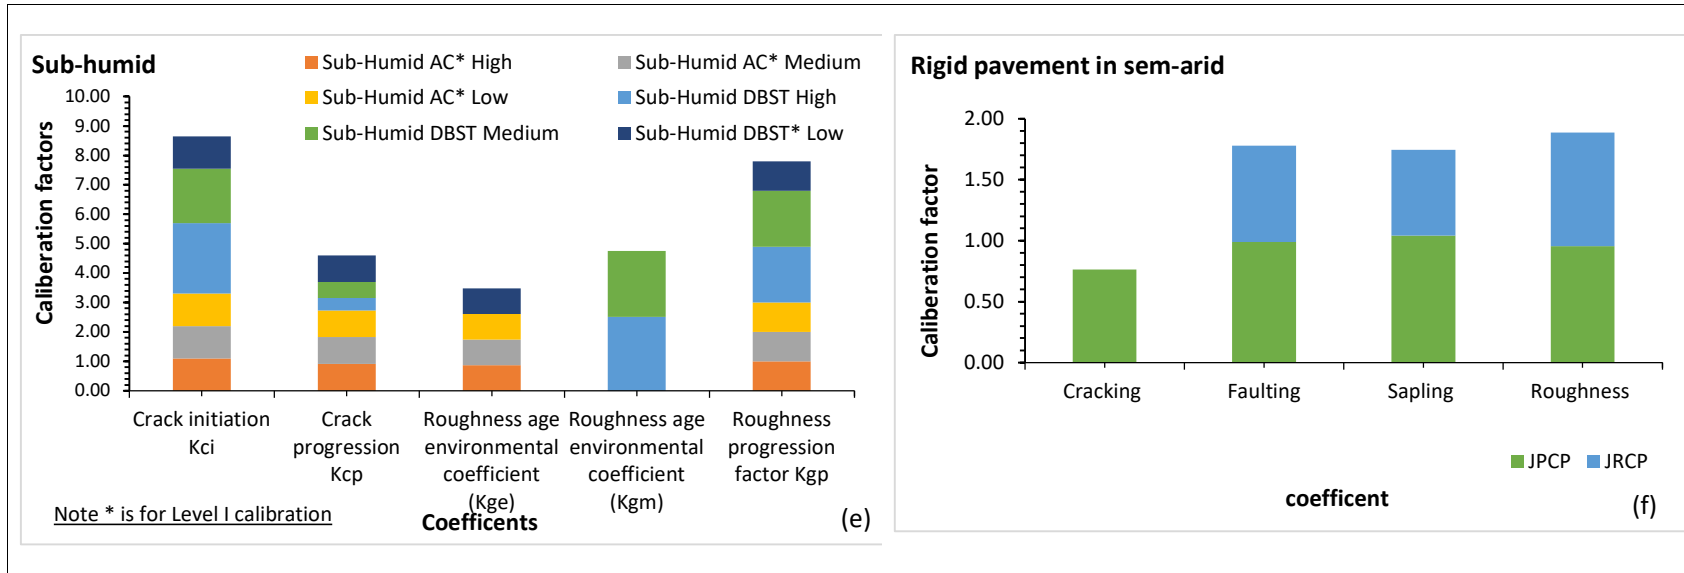 Sub-humid
Sub-Humid AC* High
Sub-Humid AC* Medium
Sub-Humid AC* Low
Sub-Humid DBST High
Sub-Humid DBST Medium
Sub-Humid DBST* Low
Caliberation factors
10.00
9.00
8.00
7.00
6.00
5.00
4.00
3.00
2.00
1.00
0.00
Crack initiation
Kci
Crack
progression
Kcp
Roughness age
environmental
coefficient
(Kge)
Roughness age
environmental
coefficient
(Kgm)
Roughness
progression
factor Kgp
Note * is for Level I calibration
Coefficents
(e)
Rigid pavement in sem-arid
Caliberation factor
2.00
1.50
1.00
0.50
0.00
Cracking
Faulting
Sapling
Roughness
JPCP
JRCP
coefficent
(f)